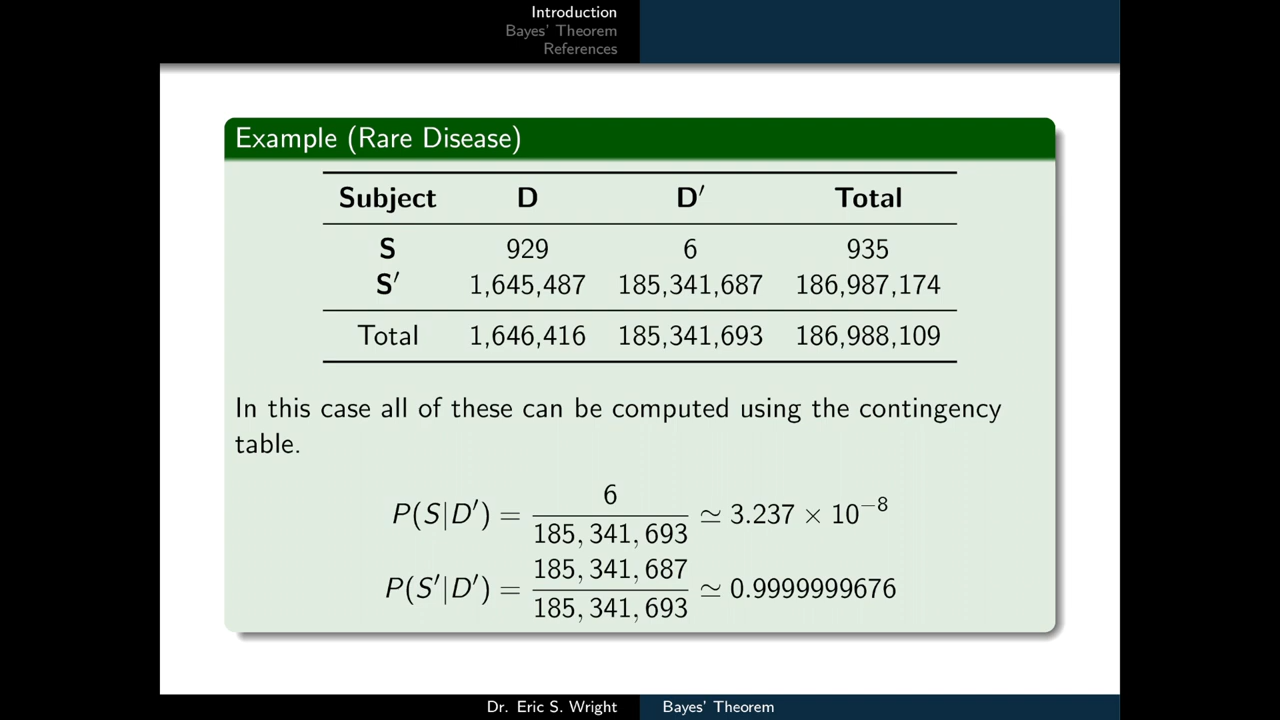 Introduction
Bayes' Theorem
References
Example (Rare Disease)
Subject D D′ Total
S 929 6 935
S′ 1,645,487 185,341,687 186,987,174
Total 1,646,416 185,341,693 186,988,109
In this case all of these can be computed using the contingency
table.
P(S|D′) = 6 / 185, 341, 693 ≃ 3.237 × 10⁻⁸
P(S′|D′) = 185, 341, 687 / 185, 341, 693 ≃ 0.9999999676
Dr. Eric S. Wright Bayes' Theorem